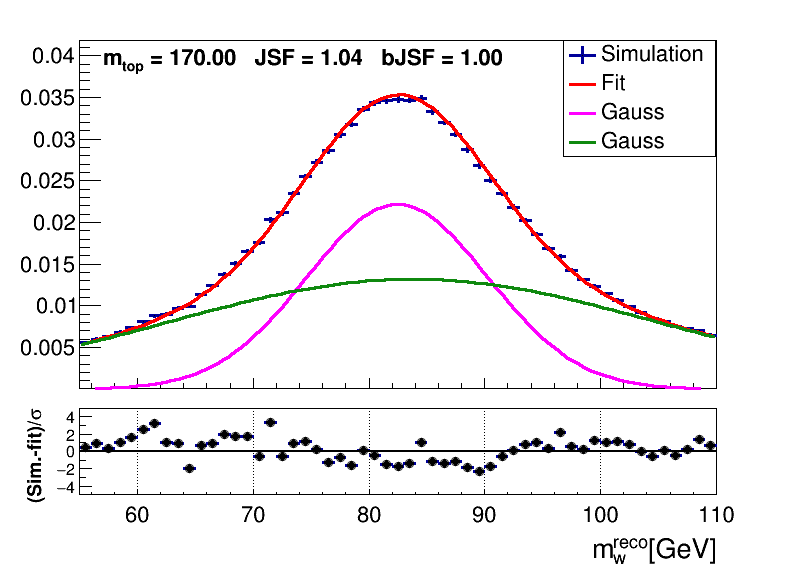 m_top = 170.00 JSF = 1.04 bJSF = 1.00
Simulation
Fit
Gauss
Gauss
0.04
0.035
0.03
0.025
0.02
0.015
0.01
0.005
(Sim.-fit)/σ
4
2
0
−2
−4
60 70 80 90 100 110
m_w^reco[GeV]